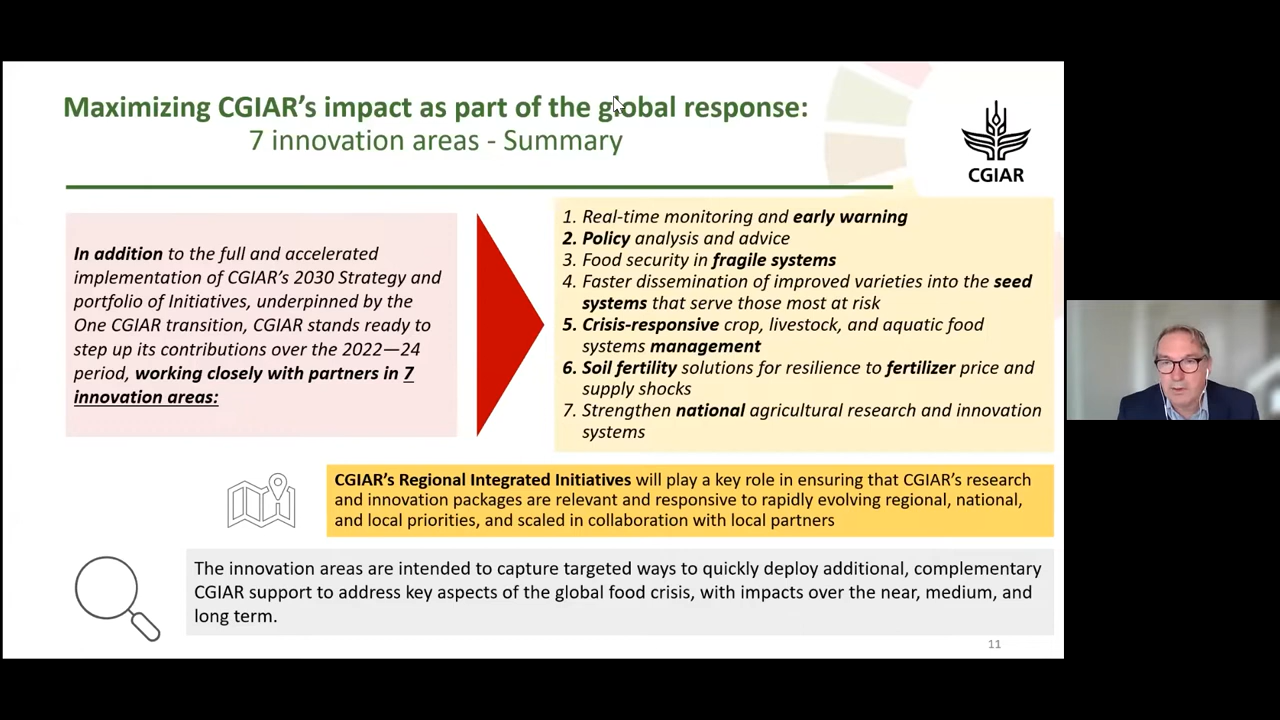 Maximizing CGIAR's impact as part of the global response:
7 innovation areas - Summary
CGIAR
In addition to the full and accelerated
implementation of CGIAR's 2030 Strategy and
portfolio of Initiatives, underpinned by the
One CGIAR transition, CGIAR stands ready to
step up its contributions over the 2022—24
period, working closely with partners in 7
innovation areas:
1. Real-time monitoring and early warning
2. Policy analysis and advice
3. Food security in fragile systems
4. Faster dissemination of improved varieties into the seed
systems that serve those most at risk
5. Crisis-responsive crop, livestock, and aquatic food
systems management
6. Soil fertility solutions for resilience to fertilizer price and
supply shocks
7. Strengthen national agricultural research and innovation
systems
CGIAR's Regional Integrated Initiatives will play a key role in ensuring that CGIAR's research
and innovation packages are relevant and responsive to rapidly evolving regional, national,
and local priorities, and scaled in collaboration with local partners
The innovation areas are intended to capture targeted ways to quickly deploy additional, complementary
CGIAR support to address key aspects of the global food crisis, with impacts over the near, medium, and
long term.
11